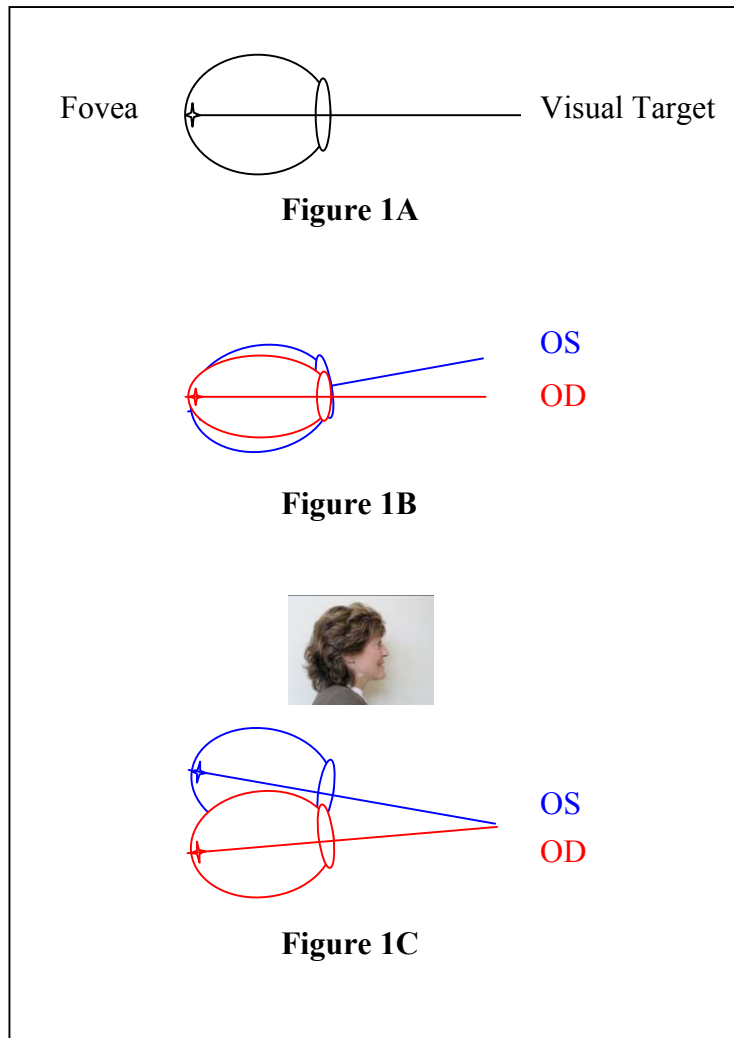 Fovea Visual Target
Figure 1A
OS
OD
Figure 1B
OS
OD
Figure 1C